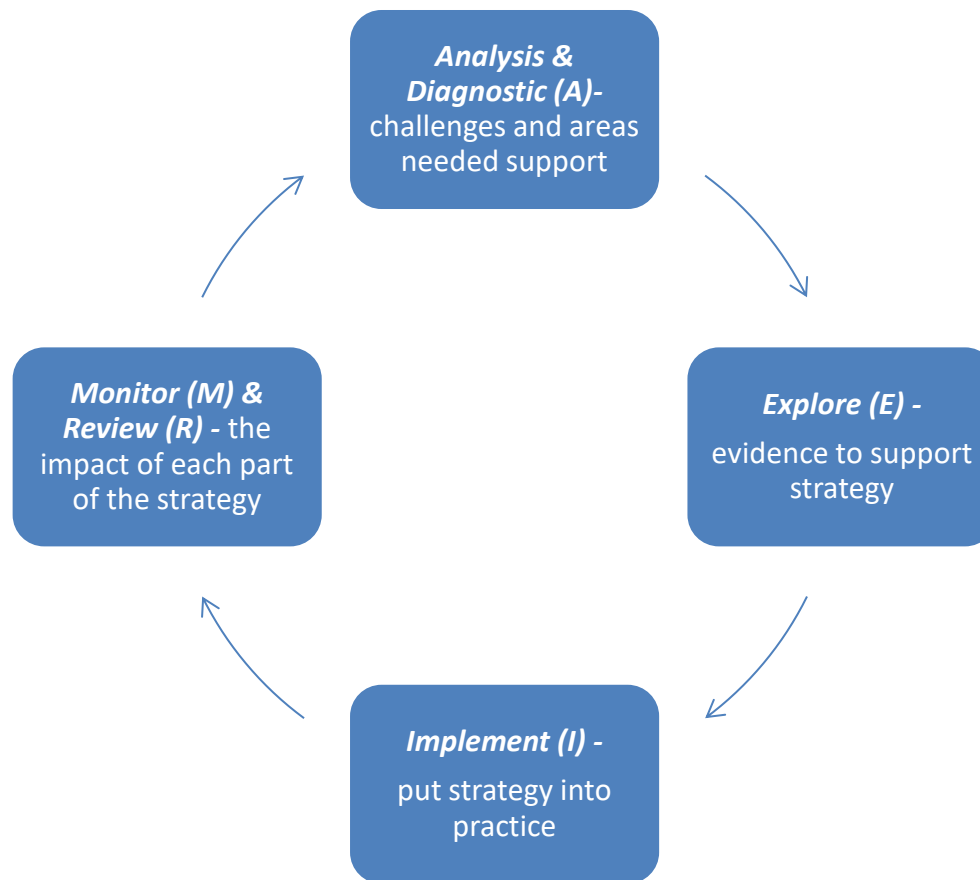 Analysis &
Diagnostic (A)-
challenges and areas
needed support
Explore (E) -
evidence to support
strategy
Implement (I) -
put strategy into
practice
Monitor (M) &
Review (R) - the
impact of each part
of the strategy